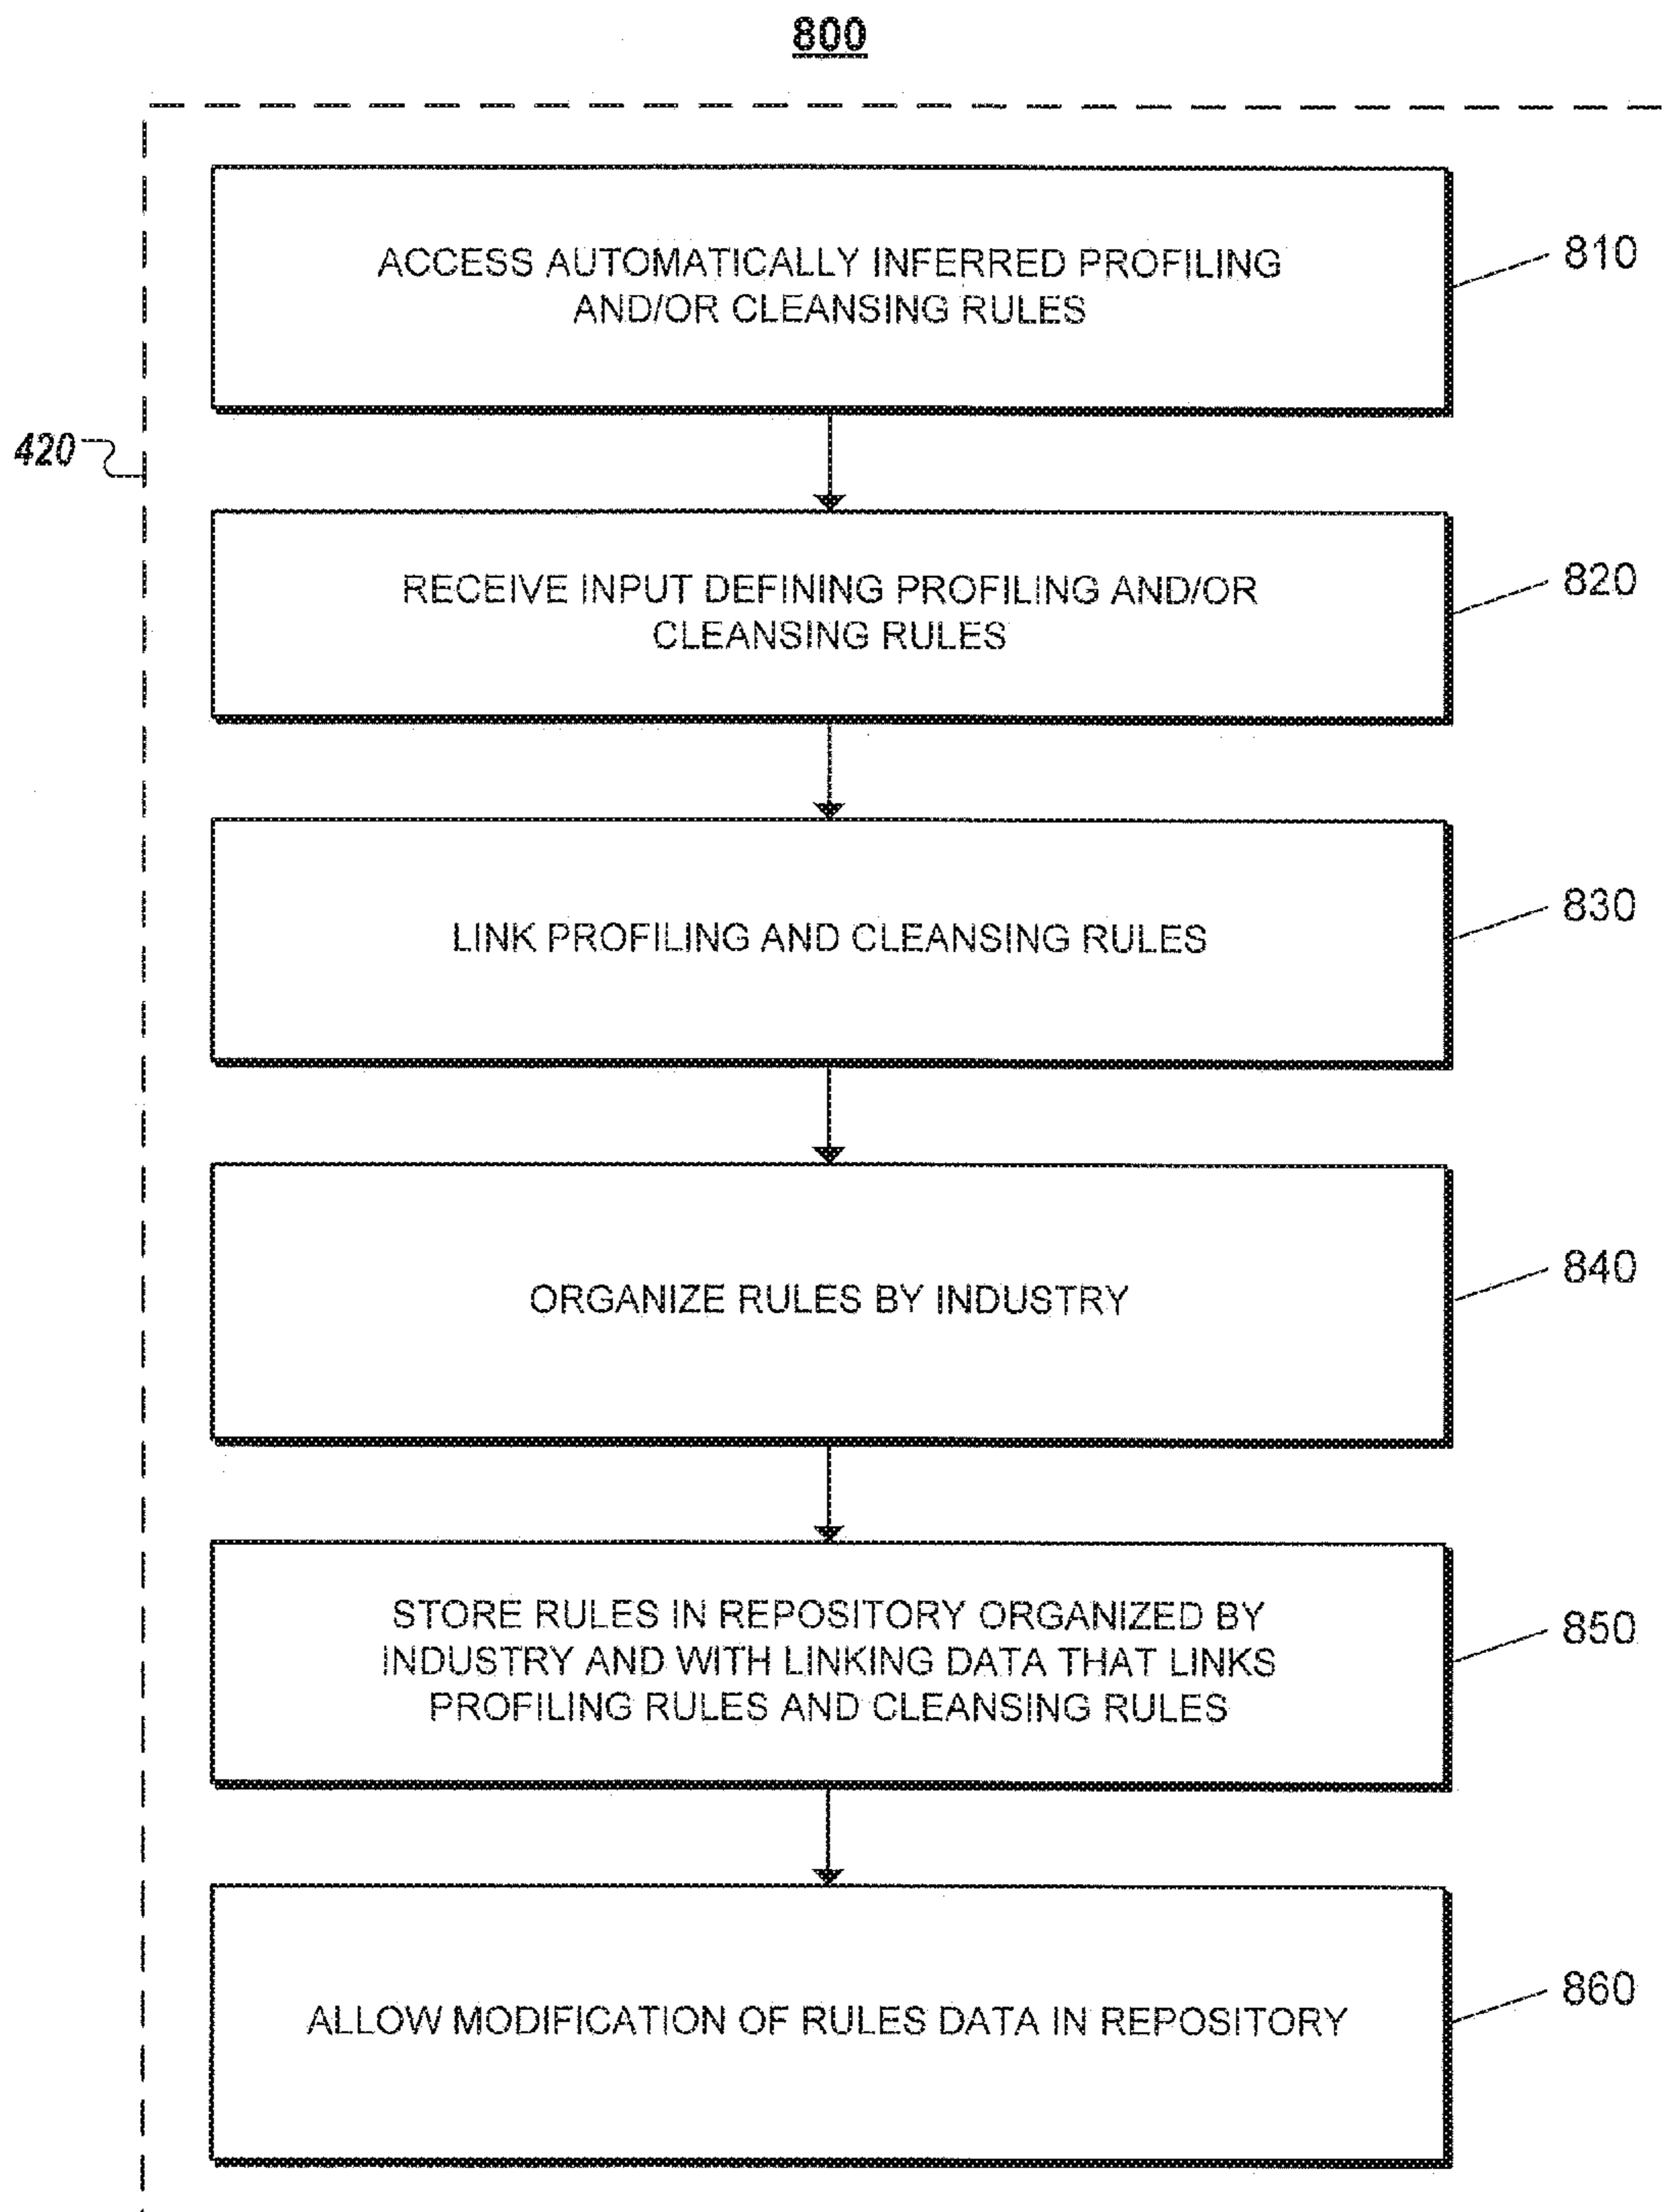 800
ACCESS AUTOMATICALLY INFERRED PROFILING
AND/OR CLEANSING RULES
810
420
RECEIVE INPUT DEFINING PROFILING AND/OR
CLEANSING RULES
820
LINK PROFILING AND CLEANSING RULES
830
ORGANIZE RULES BY INDUSTRY
840
STORE RULES IN REPOSITORY ORGANIZED BY
INDUSTRY AND WITH LINKING DATA THAT LINKS
PROFILING RULES AND CLEANSING RULES
850
ALLOW MODIFICATION OF RULES DATA IN REPOSITORY
860